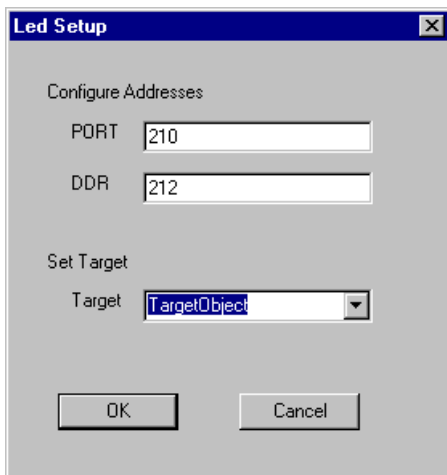 Led Setup
Configure Addresses
PORT 210
DDR 212
Set Target
Target TargetObject
OK Cancel